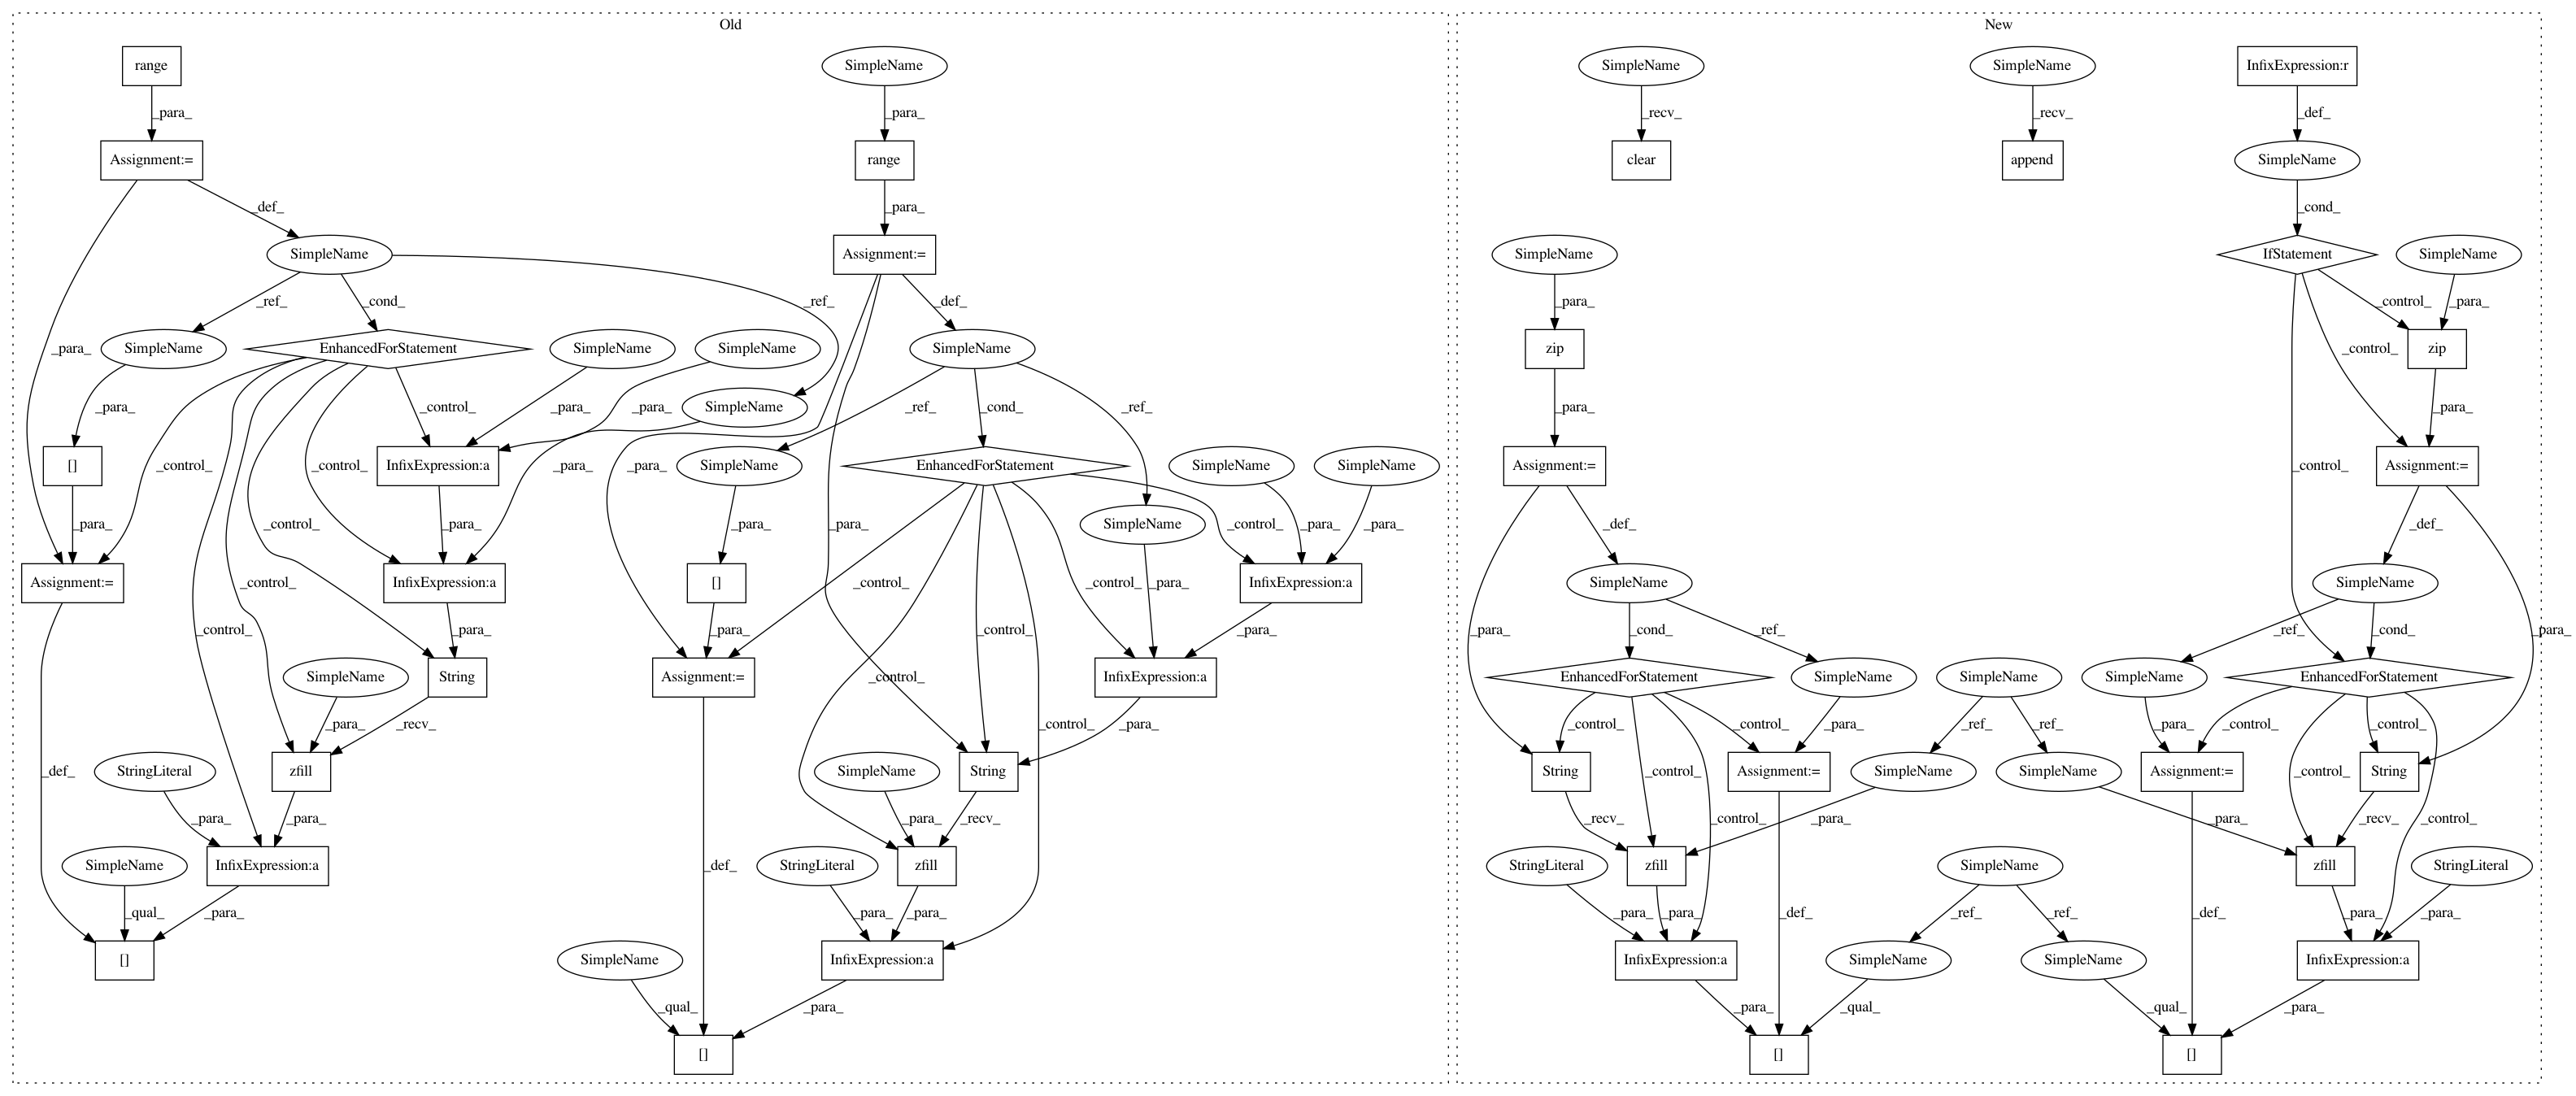 Old
New
range
SimpleName
SimpleName
SimpleName
InfixExpression:r
_para_
_para_
_recv_
_recv_
_def_
Assignment:=
range
clear
append
SimpleName
_def_
_para_
_cond_
SimpleName
Assignment:=
SimpleName
IfStatement
SimpleName
_ref_
_cond_
_ref_
_def_
_para_
_control_
_para_
_para_
SimpleName
EnhancedForStatement
SimpleName
SimpleName
SimpleName
zip
_control_
zip
_para_
_control_
_para_
_para_
SimpleName
_ref_
_cond_
_ref_
_para_
_para_
[]
_control_
_control_
InfixExpression:a
_para_
_para_
SimpleName
EnhancedForStatement
SimpleName
SimpleName
Assignment:=
_control_
Assignment:=
_para_
_control_
_para_
_para_
_para_
SimpleName
_control_
_para_
_para_
_def_
_def_
Assignment:=
_control_
InfixExpression:a
[]
_control_
_control_
_para_
InfixExpression:a
SimpleName
SimpleName
_control_
_para_
_para_
_control_
_para_
_para_
_cond_
_ref_
_ref_
_cond_
_para_
SimpleName
String
Assignment:=
_control_
InfixExpression:a
EnhancedForStatement
SimpleName
SimpleName
SimpleName
EnhancedForStatement
_para_
_recv_
_control_
_para_
_control_
_control_
_para_
_ref_
_ref_
_para_
_control_
_control_
_def_
StringLiteral
zfill
SimpleName
String
String
_control_
Assignment:=
SimpleName
SimpleName
Assignment:=
_control_
String
_para_
_para_
_para_
_recv_
_recv_
_control_
_para_
_para_
_recv_
_control_
SimpleName
InfixExpression:a
_def_
StringLiteral
zfill
StringLiteral
zfill
SimpleName
zfill
StringLiteral
_qual_
_para_
_para_
_para_
_para_
_para_
_def_
_ref_
_ref_
_def_
_para_
_para_
[]
SimpleName
InfixExpression:a
InfixExpression:a
SimpleName
SimpleName
InfixExpression:a
_qual_
_para_
_para_
_qual_
_qual_
_para_
[]
[]
[]